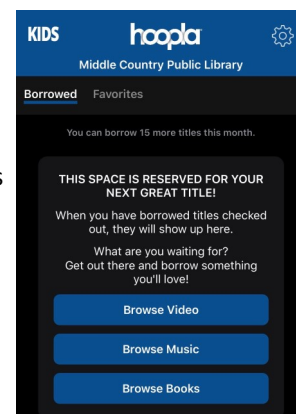 KIDS hoopla
Middle Country Public Library
Borrowed Favorites
You can borrow 15 more titles this month.
s
THIS SPACE IS RESERVED FOR YOUR
NEXT GREAT TITLE!
When you have borrowed titles checked
out, they will show up here.
What are you waiting for?
Get out there and borrow something
you'll love!
Browse Video
Browse Music
Browse Books